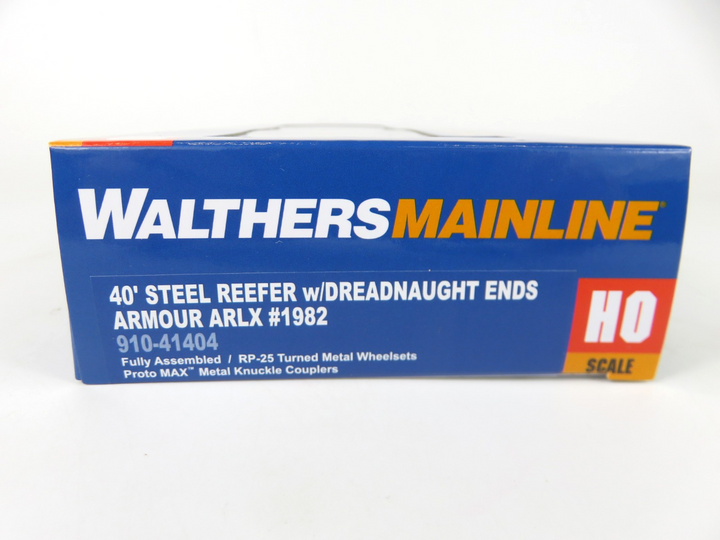 WALTHERSMAINLINE®
40' STEEL REEFER w/DREADNAUGHT ENDS
ARMOUR ARLX #1982
910-41404
Fully Assembled / RP-25 Turned Metal Wheelsets
Proto MAX™ Metal Knuckle Couplers
HO
SCALE